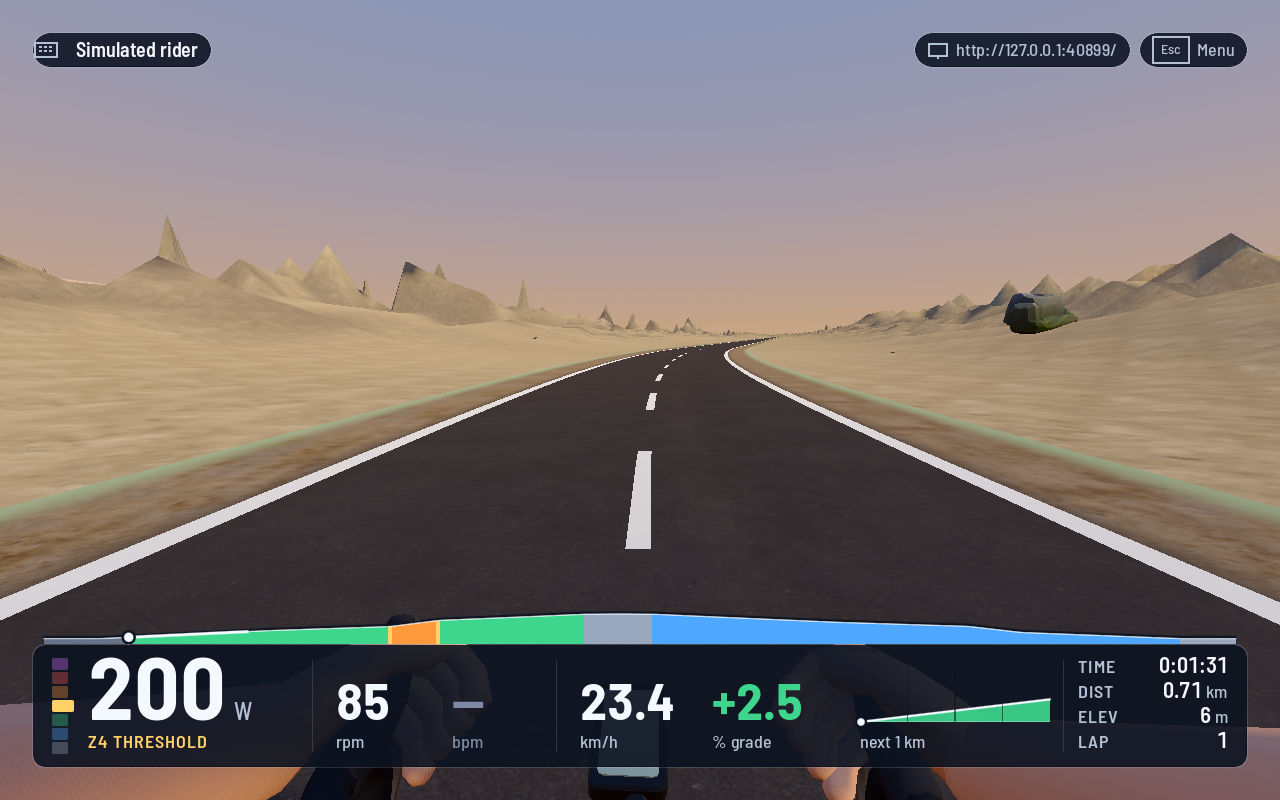 Simulated rider
http://127.0.0.1:40899/
Esc Menu
200 W
Z4 THRESHOLD
85
rpm
—
bpm
23.4
km/h
+2.5
% grade
next 1 km
TIME 0:01:31
DIST 0.71 km
ELEV 6 m
LAP 1